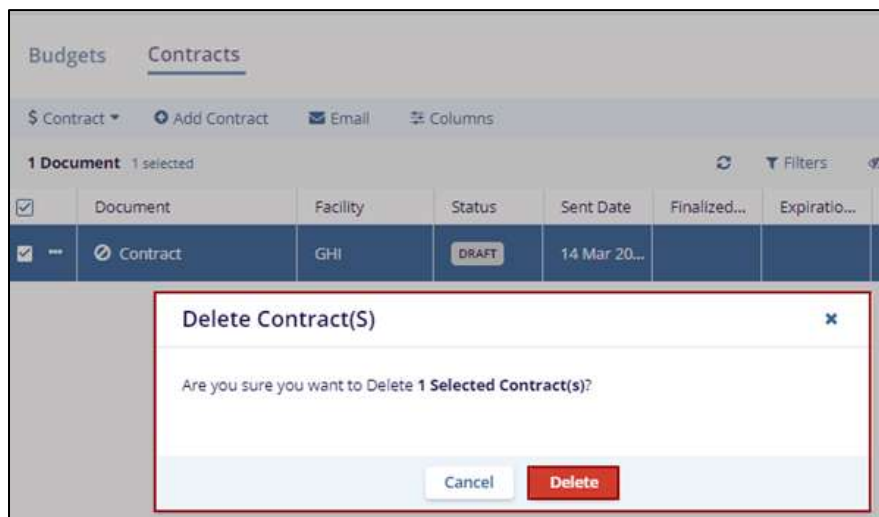 Budgets Contracts
$ Contract Add Contract Email Columns
1 Document 1 selected Filters
Document Facility Status Sent Date Finalized... Expiratio...
Contract GHI DRAFT 14 Mar 20...
Delete Contract(S)
Are you sure you want to Delete 1 Selected Contract(s)?
Cancel Delete